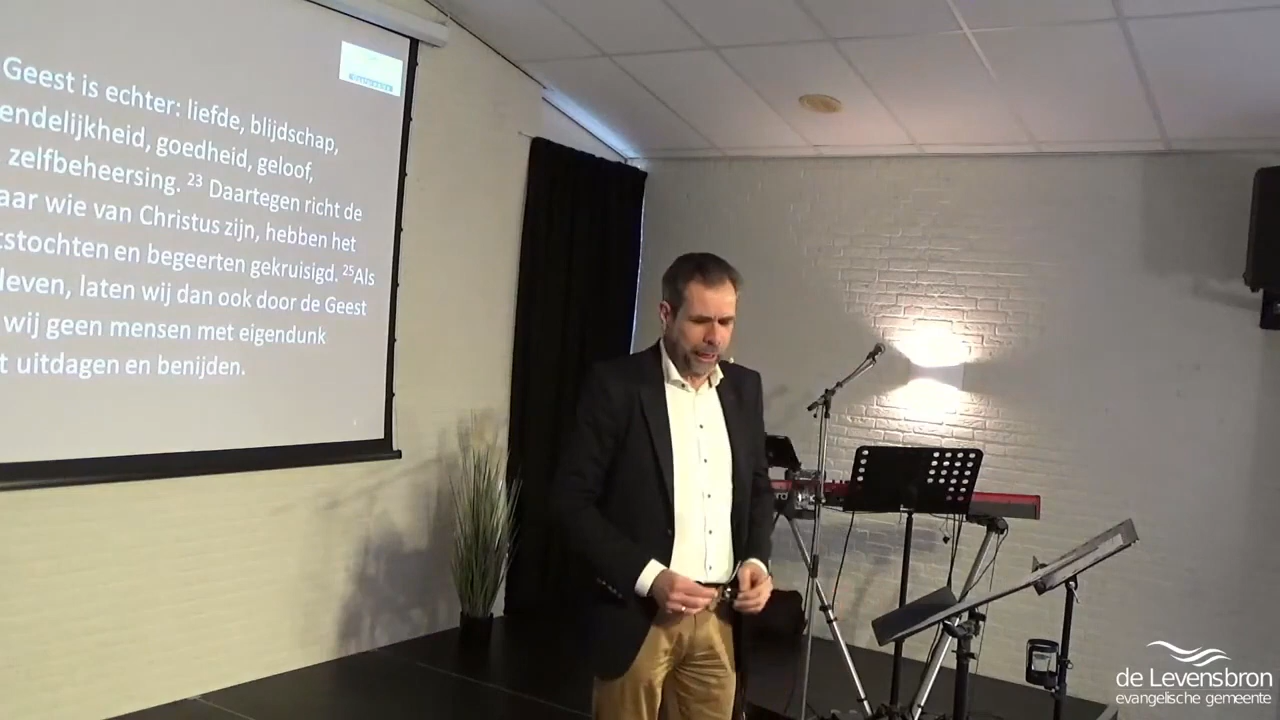 Geest is echter: liefde, blijdschap,
endelijkheid, goedheid, geloof,
zelfbeheersing. ²³ Daartegen richt de
aar wie van Christus zijn, hebben het
tstochten en begeerten gekruisigd. ²⁵Als
leven, laten wij dan ook door de Geest
wij geen mensen met eigendunk
t uitdagen en benijden.
de Levensbron
evangelische gemeente